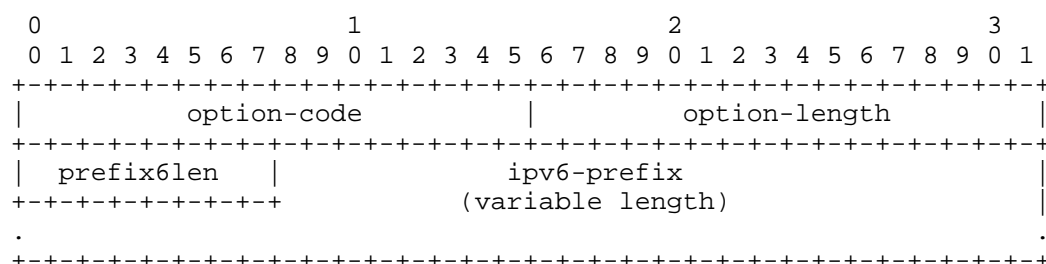 0                   1                   2                   3
 0 1 2 3 4 5 6 7 8 9 0 1 2 3 4 5 6 7 8 9 0 1 2 3 4 5 6 7 8 9 0 1
+-+-+-+-+-+-+-+-+-+-+-+-+-+-+-+-+-+-+-+-+-+-+-+-+-+-+-+-+-+-+-+-+
|          option-code          |         option-length         |
+-+-+-+-+-+-+-+-+-+-+-+-+-+-+-+-+-+-+-+-+-+-+-+-+-+-+-+-+-+-+-+-+
|  prefix6len   |              ipv6-prefix                      |
+-+-+-+-+-+-+-+-+           (variable length)                   |
.                                                               .
+-+-+-+-+-+-+-+-+-+-+-+-+-+-+-+-+-+-+-+-+-+-+-+-+-+-+-+-+-+-+-+-+